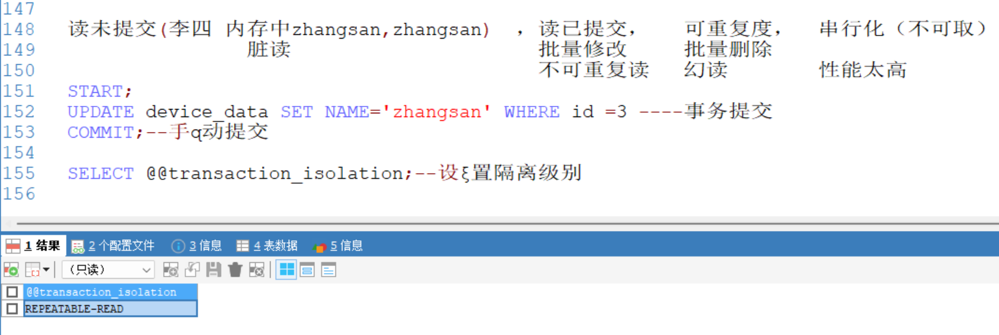 147
148 读未提交(李四 内存中zhangsan,zhangsan) ，读已提交， 可重复度， 串行化（不可取）
149 脏读 批量修改 批量删除
150 不可重复读 幻读 性能太高
151 START;
152 UPDATE device_data SET NAME='zhangsan' WHERE id =3 ----事务提交
153 COMMIT;--手q动提交
154
155 SELECT @@transaction_isolation;--设ξ置隔离级别
156
1 结果 2 个配置文件 3 信息 4 表数据 5 信息
（只读）
@@transaction_isolation
REPEATABLE-READ